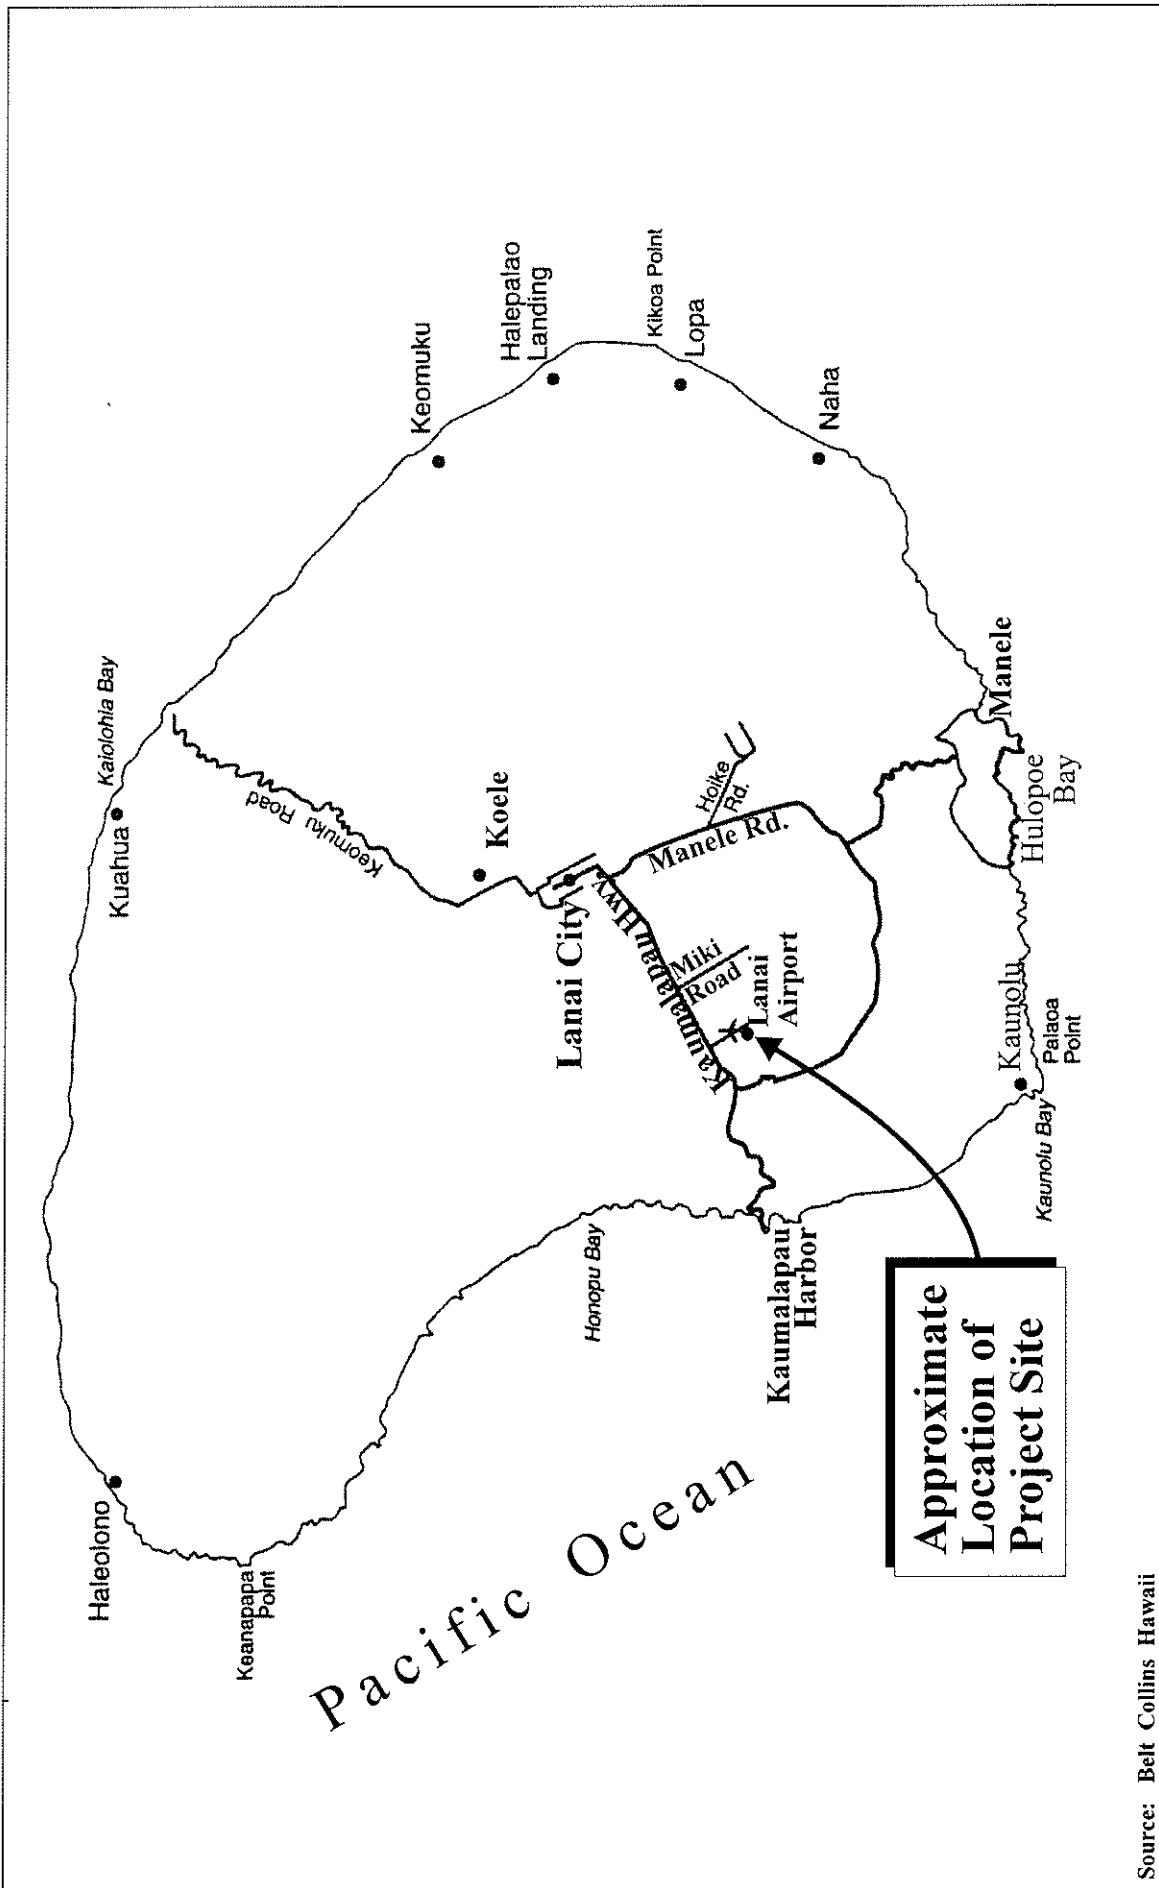 Haleolono
Keanapapa
Point
Kuahua
Kaiolohia Bay
Keomuku Road
Keomuku
Halepalao
Landing
Kikoa Point
Lopa
Naha
Koele
Lanai City
Kaumalapau Hwy.
Miki
Road
Lanai
Airport
Manele Rd.
Hoike
Rd.
Manele
Hulopoe
Bay
Kaunolu
Palaoa
Point
Kaunolu Bay
Honopu Bay
Kaumalapau
Harbor
Pacific Ocean
Approximate
Location of
Project Site
Source: Belt Collins Hawaii